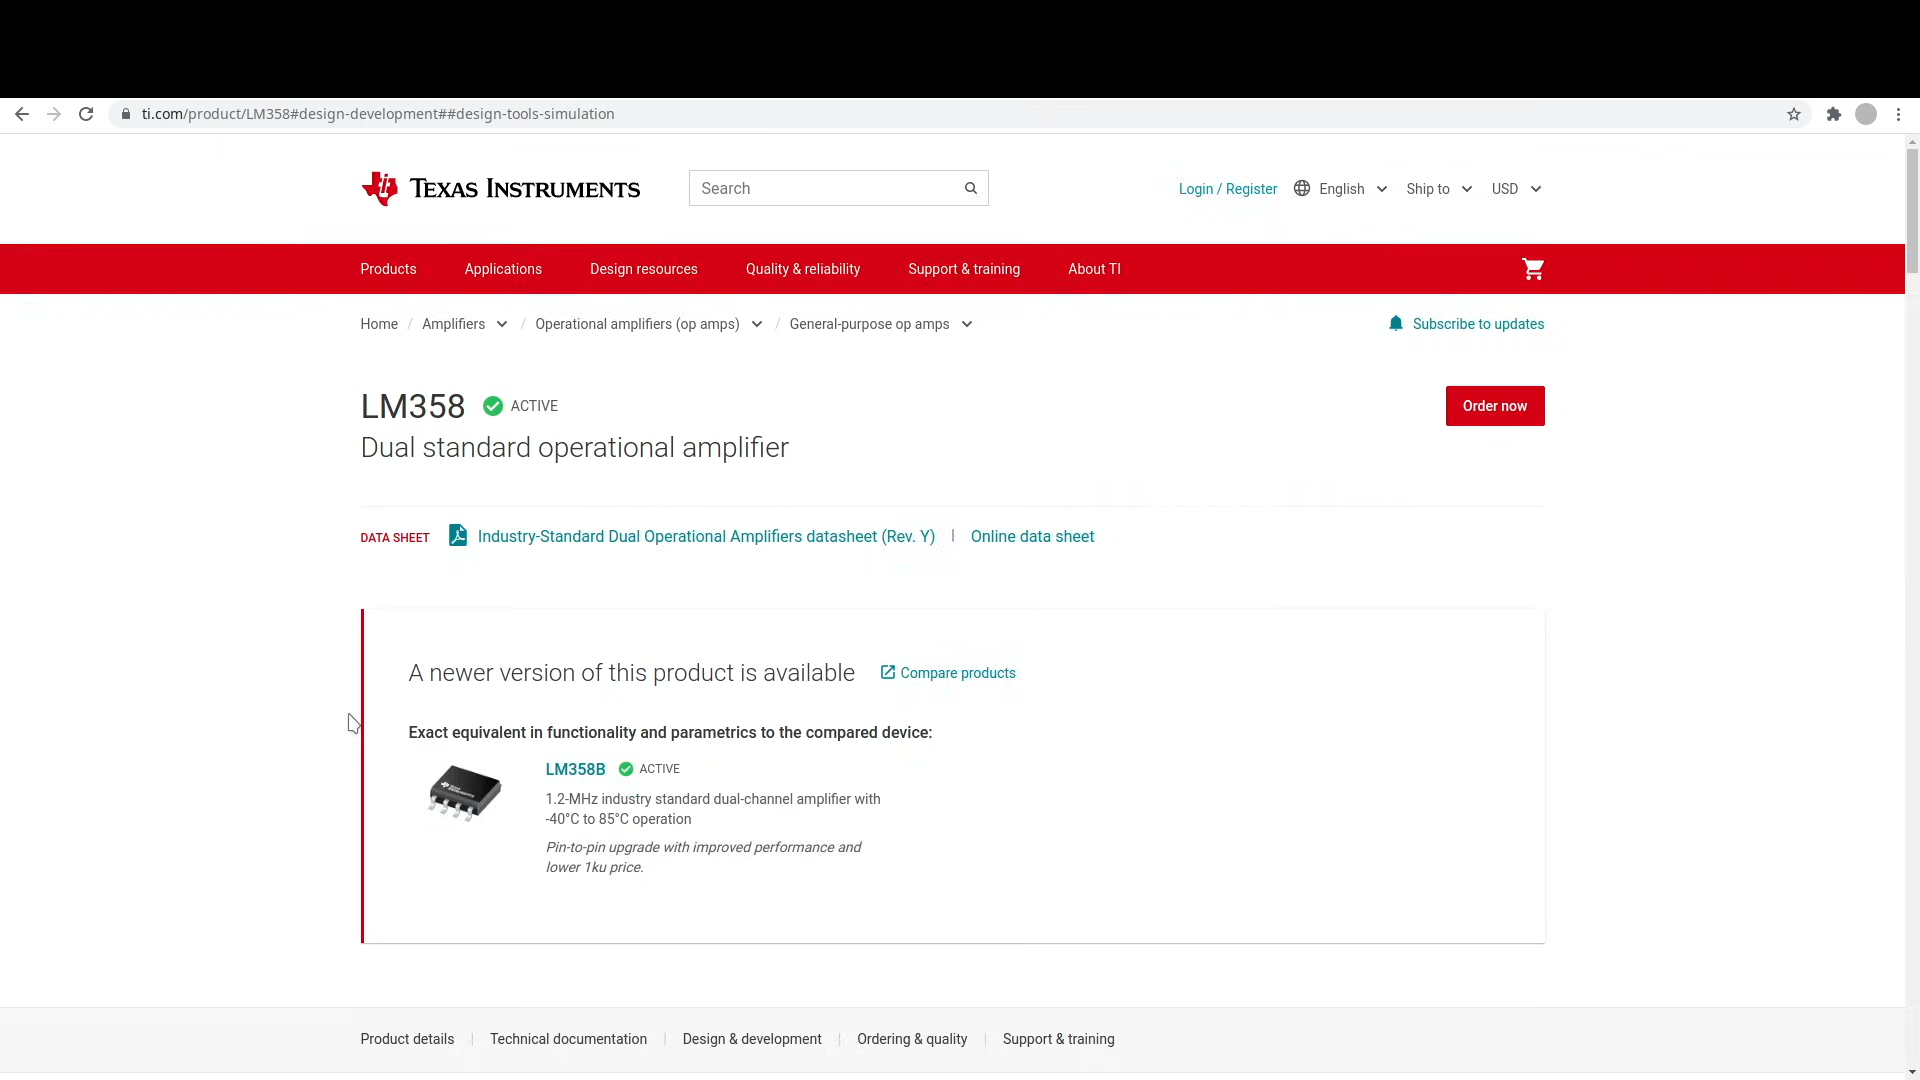 ti.com/product/LM358#design-development##design-tools-simulation
TEXAS INSTRUMENTS
Search
Login / Register
English
Ship to
USD
Products
Applications
Design resources
Quality & reliability
Support & training
About TI
Home / Amplifiers / Operational amplifiers (op amps) / General-purpose op amps
Subscribe to updates
LM358 ACTIVE
Order now
Dual standard operational amplifier
DATA SHEET Industry-Standard Dual Operational Amplifiers datasheet (Rev. Y) | Online data sheet
A newer version of this product is available Compare products
Exact equivalent in functionality and parametrics to the compared device:
LM358B ACTIVE
1.2-MHz industry standard dual-channel amplifier with
-40°C to 85°C operation
Pin-to-pin upgrade with improved performance and
lower 1ku price.
Product details | Technical documentation | Design & development | Ordering & quality | Support & training